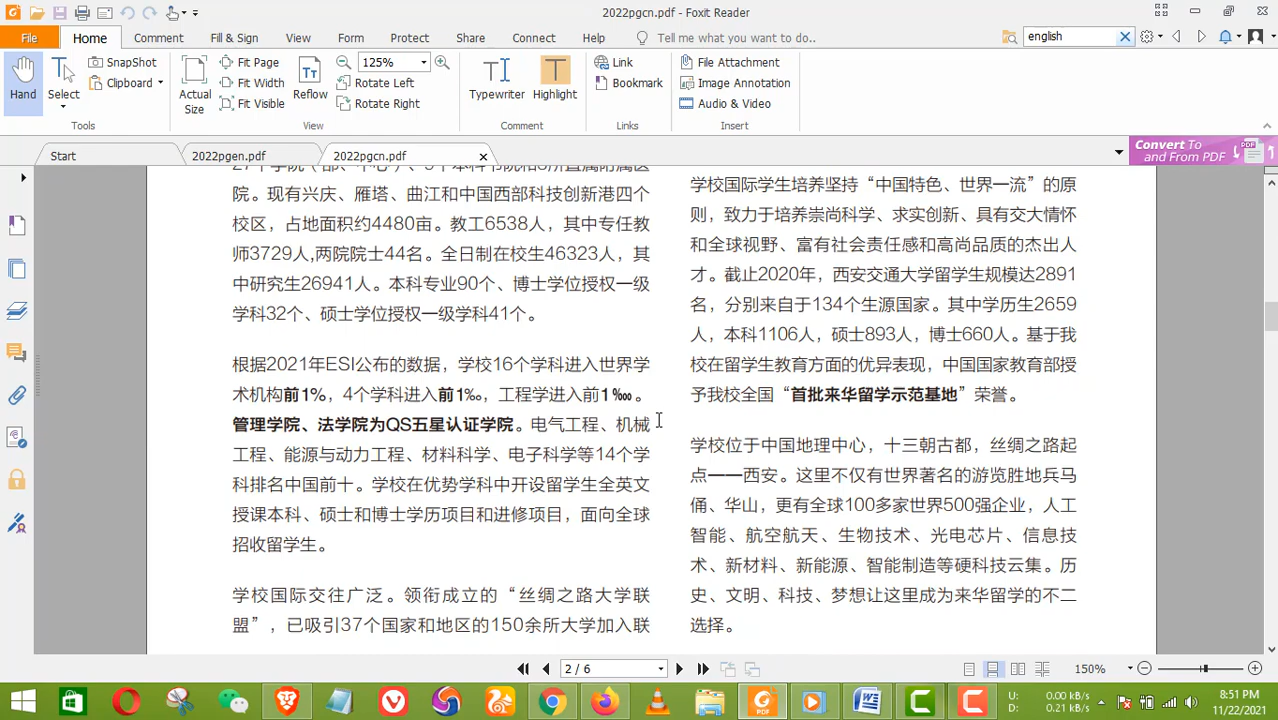 2022pgcn.pdf - Foxit Reader
File Home Comment Fill & Sign View Form Protect Share Connect Help Tell me what you want to do.. english
Hand
Select
SnapShot
Clipboard
Tools
Actual Size
Fit Page
Fit Width
Fit Visible
Reflow
125%
Rotate Left
Rotate Right
View
Typewriter
Highlight
Comment
Link
Bookmark
Links
File Attachment
Image Annotation
Audio & Video
Insert
Start 2022pgen.pdf 2022pgcn.pdf
Convert To
and From PDF
PDF
院。现有兴庆、雁塔、曲江和中国西部科技创新港四个
校区，占地面积约4480亩。教工6538人，其中专任教
师3729人,两院院士44名。全日制在校生46323人，其
中研究生26941人。本科专业90个、博士学位授权一级
学科32个、硕士学位授权一级学科41个。
根据2021年ESI公布的数据，学校16个学科进入世界学
术机构前1%，4个学科进入前1‰，工程学进入前1‱。
管理学院、法学院为QS五星认证学院。电气工程、机械
工程、能源与动力工程、材料科学、电子科学等14个学
科排名中国前十。学校在优势学科中开设留学生全英文
授课本科、硕士和博士学历项目和进修项目，面向全球
招收留学生。
学校国际交往广泛。领衔成立的“丝绸之路大学联
盟”，已吸引37个国家和地区的150余所大学加入联
学校国际学生培养坚持“中国特色、世界一流”的原
则，致力于培养崇尚科学、求实创新、具有交大情怀
和全球视野、富有社会责任感和高尚品质的杰出人
才。截止2020年，西安交通大学留学生规模达2891
名，分别来自于134个生源国家。其中学历生2659
人，本科1106人，硕士893人，博士660人。基于我
校在留学生教育方面的优异表现，中国国家教育部授
予我校全国“首批来华留学示范基地”荣誉。
学校位于中国地理中心，十三朝古都，丝绸之路起
点——西安。这里不仅有世界著名的游览胜地兵马
俑、华山，更有全球100多家世界500强企业，人工
智能、航空航天、生物技术、光电芯片、信息技
术、新材料、新能源、智能制造等硬科技云集。历
史、文明、科技、梦想让这里成为来华留学的不二
选择。
2 / 6
150%
U: 0.00 kB/s
D: 0.21 kB/s
8:51 PM
11/22/2021